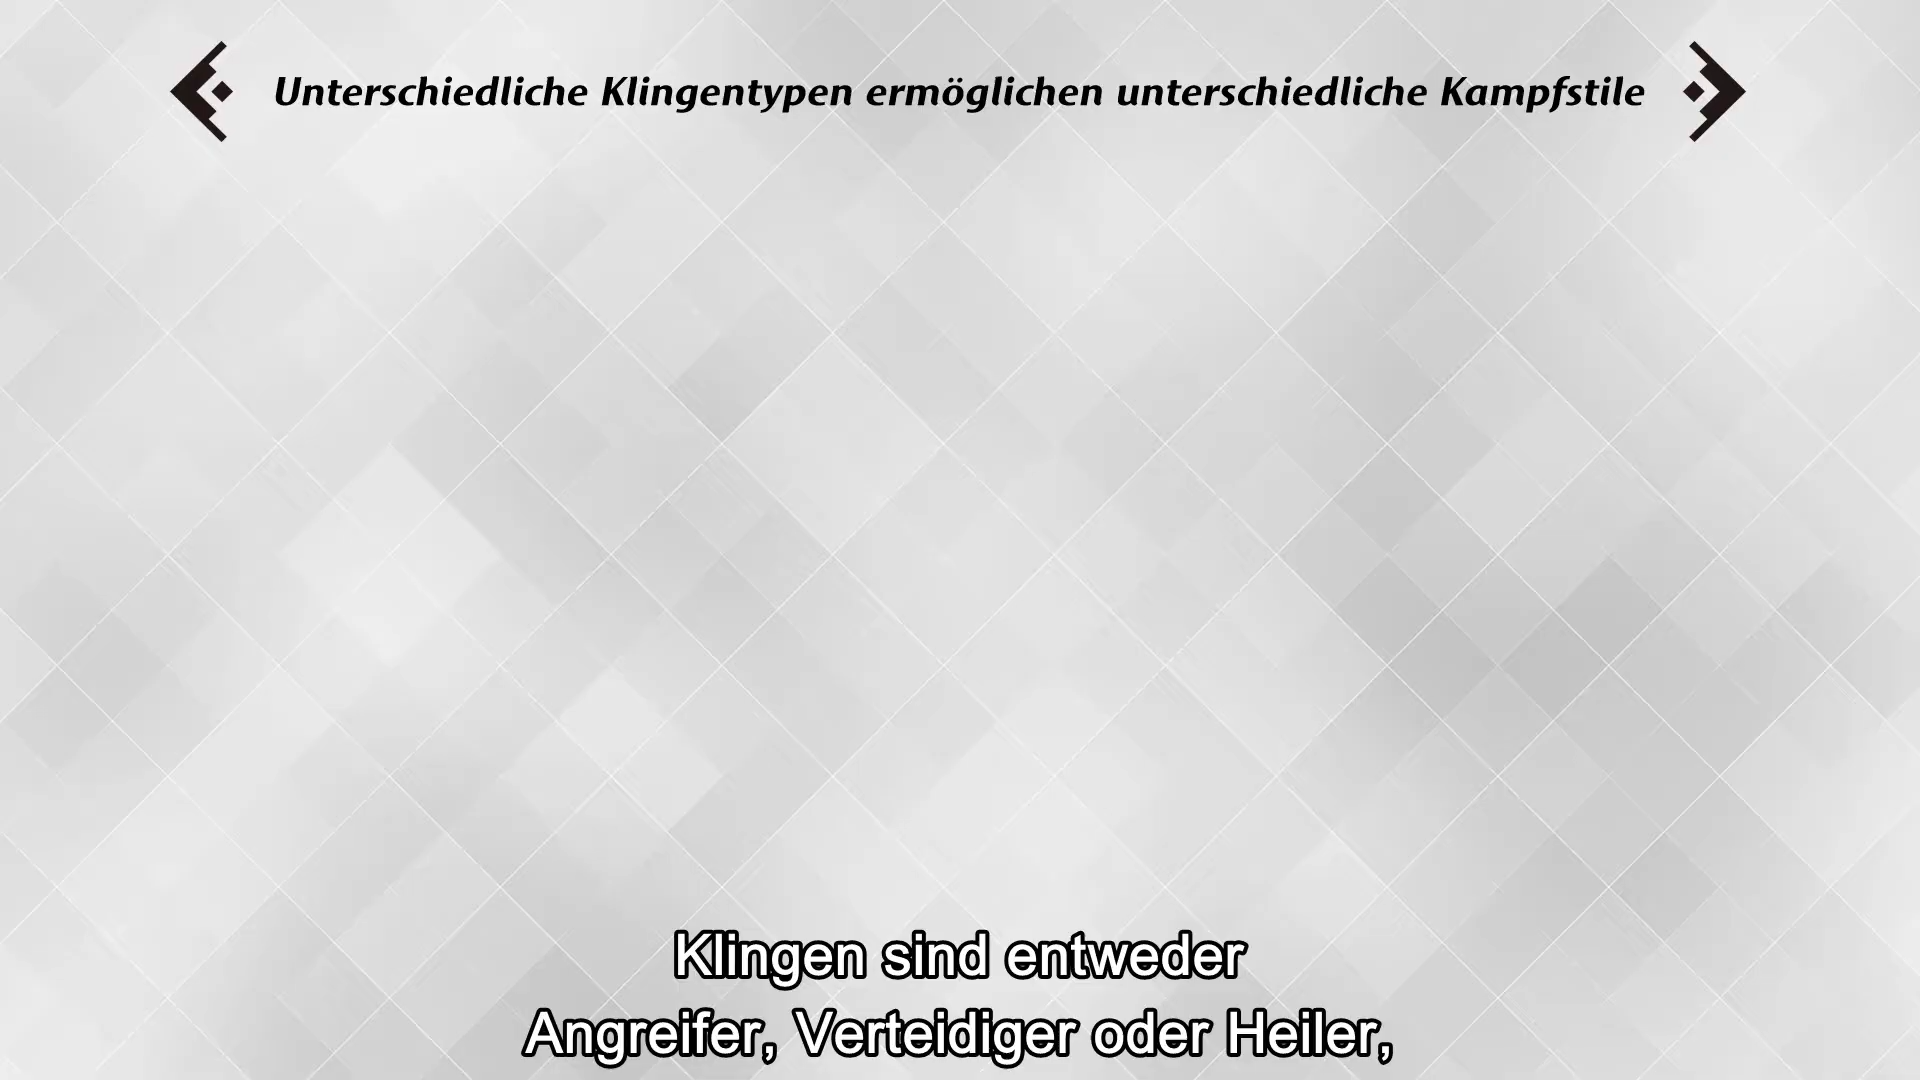 Unterschiedliche Klingentypen ermöglichen unterschiedliche Kampfstile
Klingen sind entweder
Angreifer, Verteidiger oder Heiler,